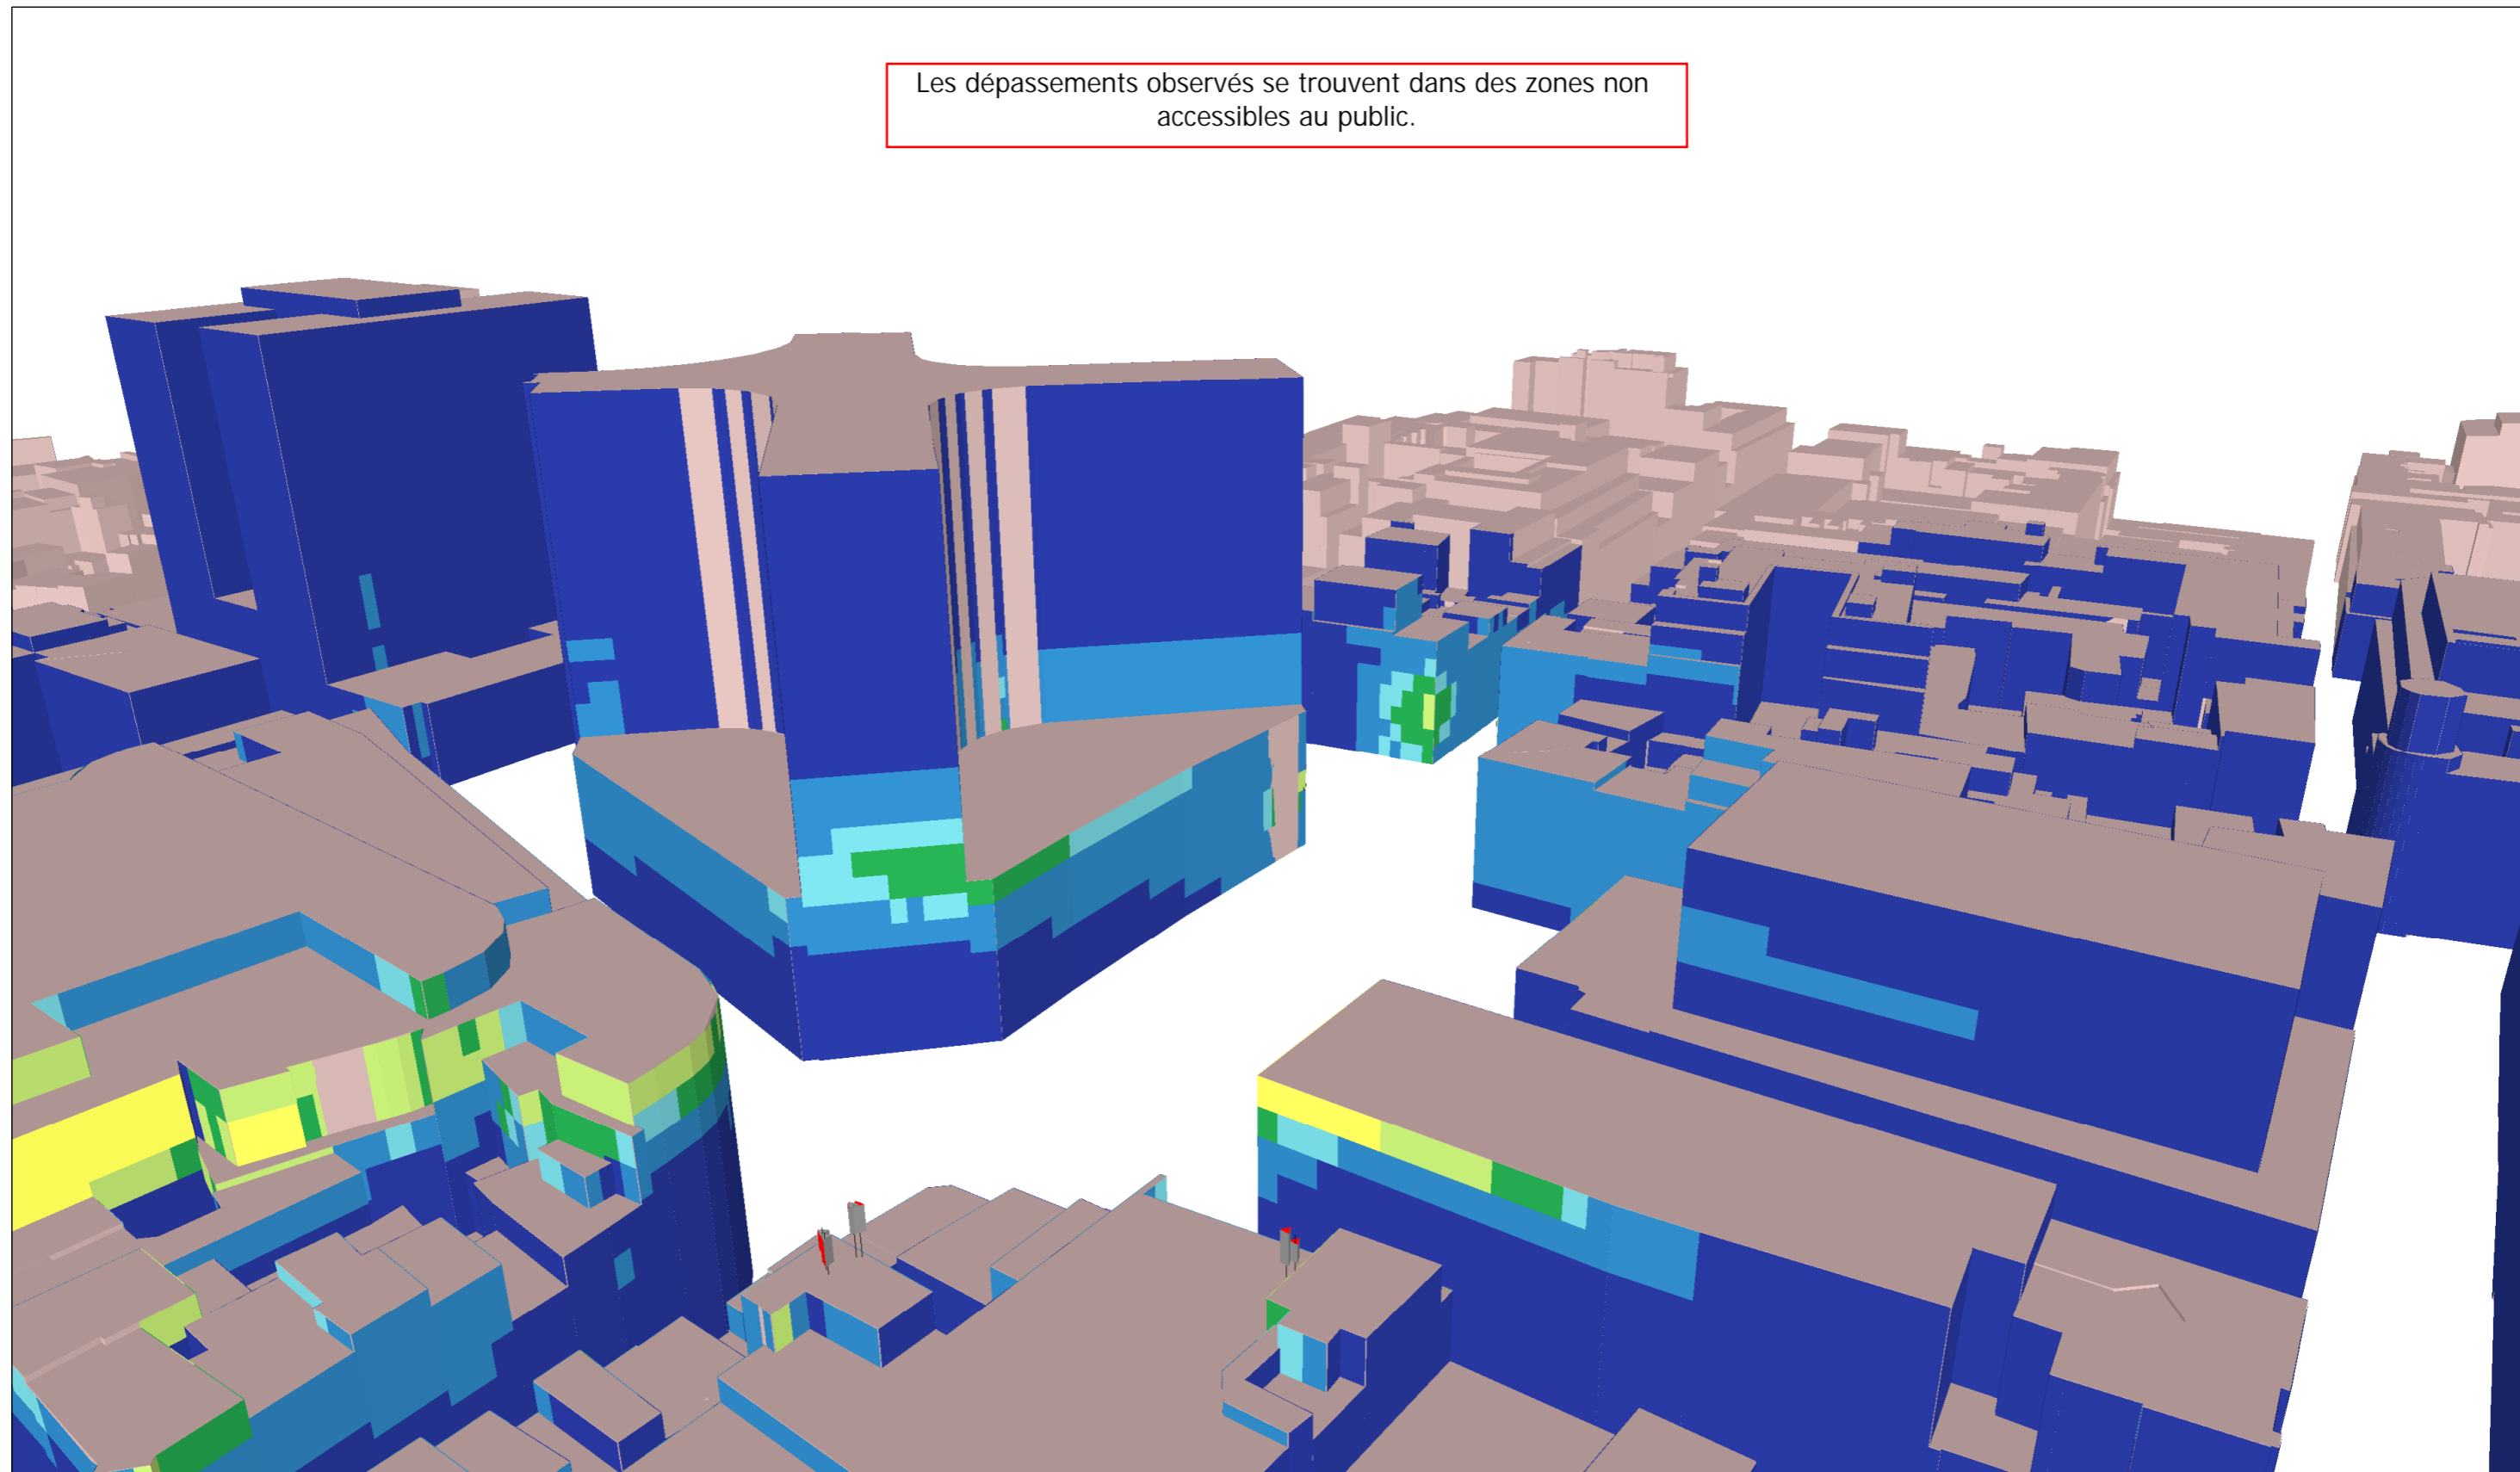 Les dépassements observés se trouvent dans des zones non
accessibles au public.